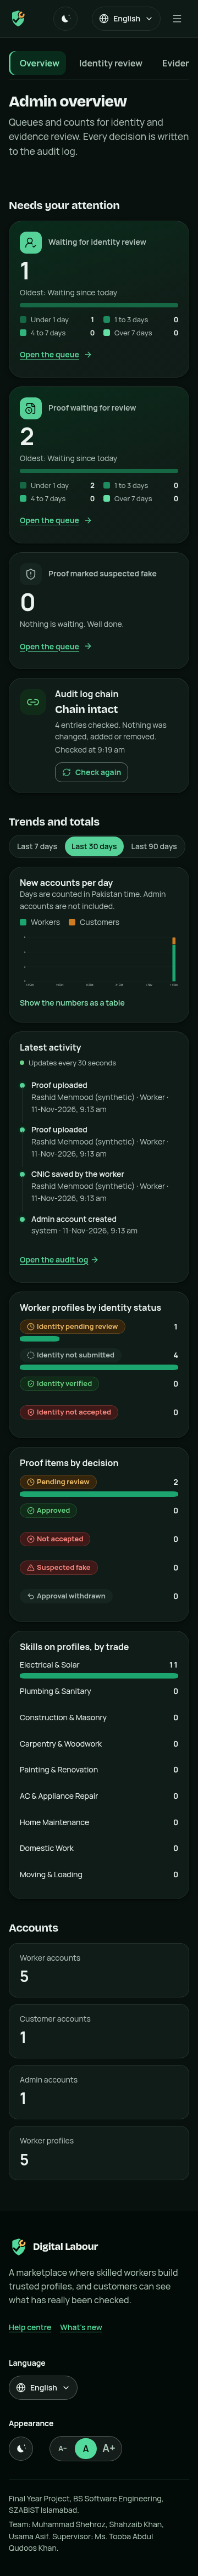 English
Overview
Identity review
Eviden
Admin overview
Queues and counts for identity and
evidence review. Every decision is written
to the audit log.
Needs your attention
Waiting for identity review
1
Oldest: Waiting since today
Under 1 day 1 1 to 3 days 0
4 to 7 days 0 Over 7 days 0
Open the queue
Proof waiting for review
2
Oldest: Waiting since today
Under 1 day 2 1 to 3 days 0
4 to 7 days 0 Over 7 days 0
Open the queue
Proof marked suspected fake
0
Nothing is waiting. Well done.
Open the queue
Audit log chain
Chain intact
4 entries checked. Nothing was
changed, added or removed.
Checked at 9:19 am
Check again
Trends and totals
Last 7 days Last 30 days Last 90 days
New accounts per day
Days are counted in Pakistan time. Admin
accounts are not included.
Workers Customers
Show the numbers as a table
Latest activity
Updates every 30 seconds
Proof uploaded
Rashid Mehmood (synthetic) · Worker ·
11-Nov-2026, 9:13 am
Proof uploaded
Rashid Mehmood (synthetic) · Worker ·
11-Nov-2026, 9:13 am
CNIC saved by the worker
Rashid Mehmood (synthetic) · Worker ·
11-Nov-2026, 9:13 am
Admin account created
system · 11-Nov-2026, 9:13 am
Open the audit log
Worker profiles by identity status
Identity pending review 1
Identity not submitted 4
Identity verified 0
Identity not accepted 0
Proof items by decision
Pending review 2
Approved 0
Not accepted 0
Suspected fake 0
Approval withdrawn 0
Skills on profiles, by trade
Electrical & Solar 11
Plumbing & Sanitary 0
Construction & Masonry 0
Carpentry & Woodwork 0
Painting & Renovation 0
AC & Appliance Repair 0
Home Maintenance 0
Domestic Work 0
Moving & Loading 0
Accounts
Worker accounts
5
Customer accounts
1
Admin accounts
1
Worker profiles
5
Digital Labour
A marketplace where skilled workers build
trusted profiles, and customers can see
what has really been checked.
Help centre What's new
Language
English
Appearance
A− A A+
Final Year Project, BS Software Engineering,
SZABIST Islamabad.
Team: Muhammad Shehroz, Shahzaib Khan,
Usama Asif. Supervisor: Ms. Tooba Abdul
Qudoos Khan.